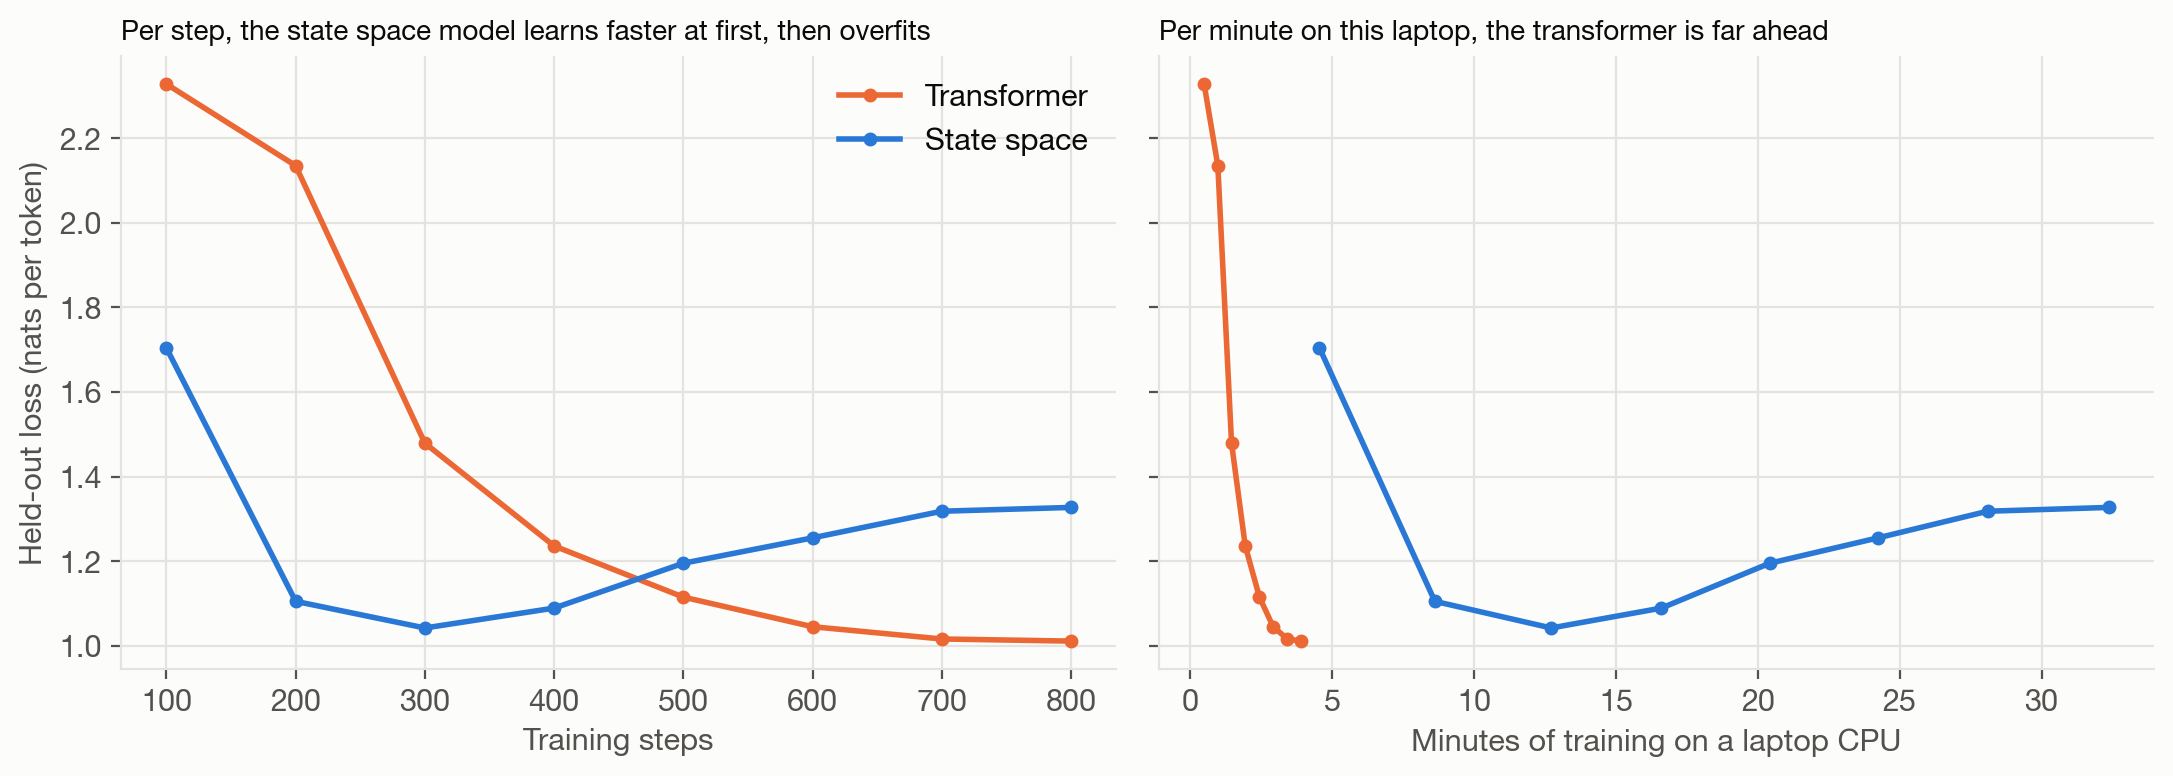 Per step, the state space model learns faster at first, then overfits
Per minute on this laptop, the transformer is far ahead
Transformer
State space
Held-out loss (nats per token)
2.2
2.0
1.8
1.6
1.4
1.2
1.0
100 200 300 400 500 600 700 800
Training steps
0 5 10 15 20 25 30
Minutes of training on a laptop CPU